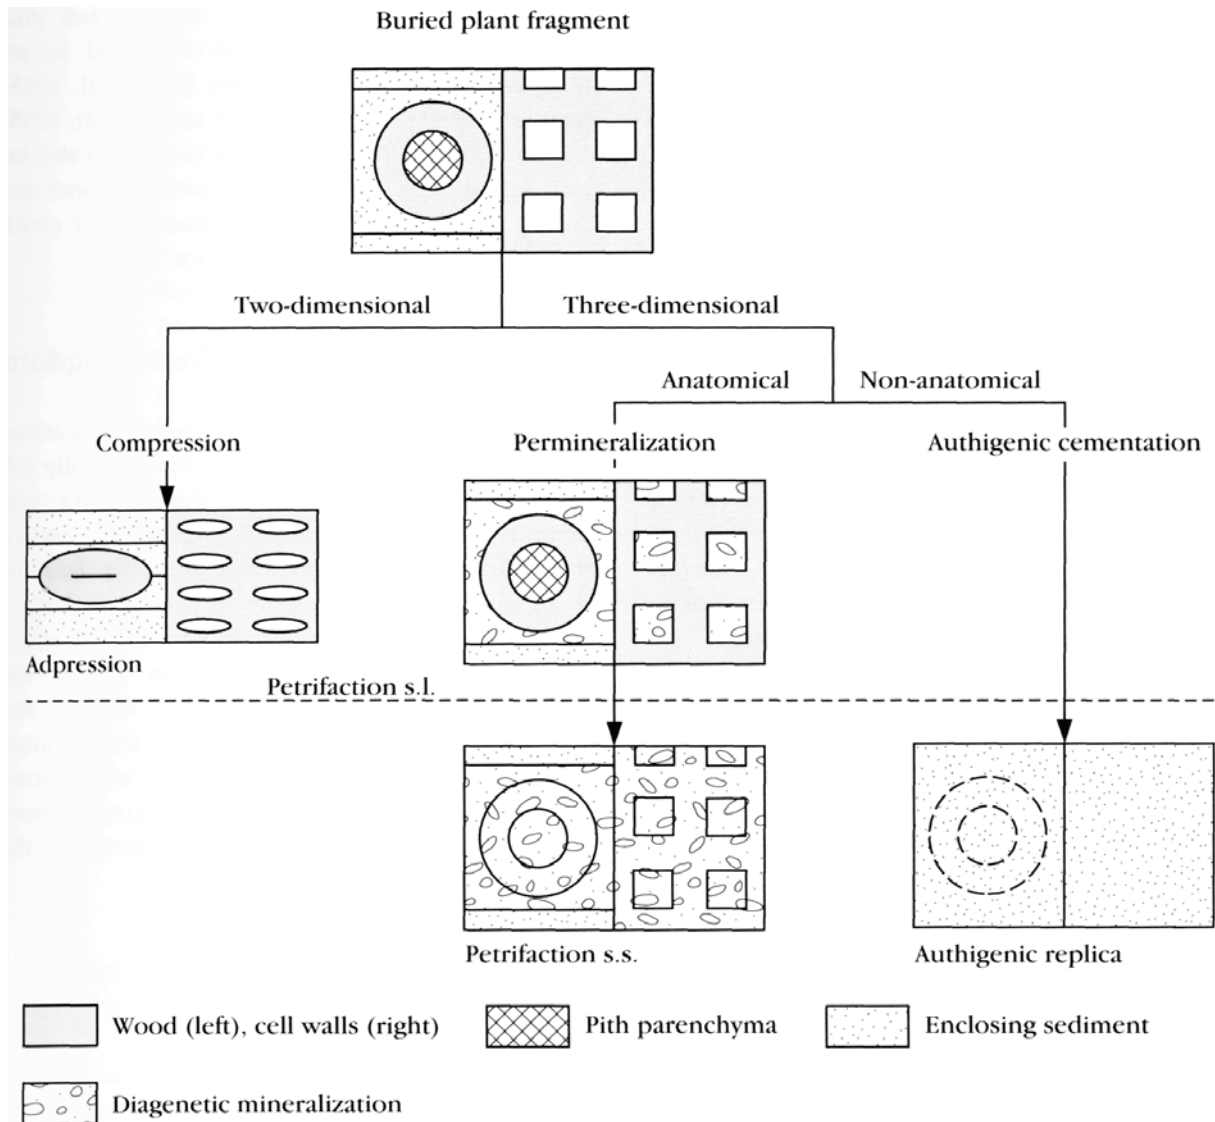 Buried plant fragment
Two-dimensional
Three-dimensional
Anatomical
Non-anatomical
Compression
Permineralization
Authigenic cementation
Adpression
Petrifaction s.l.
Petrifaction s.s.
Authigenic replica
Wood (left), cell walls (right)
Pith parenchyma
Enclosing sediment
Diagenetic mineralization